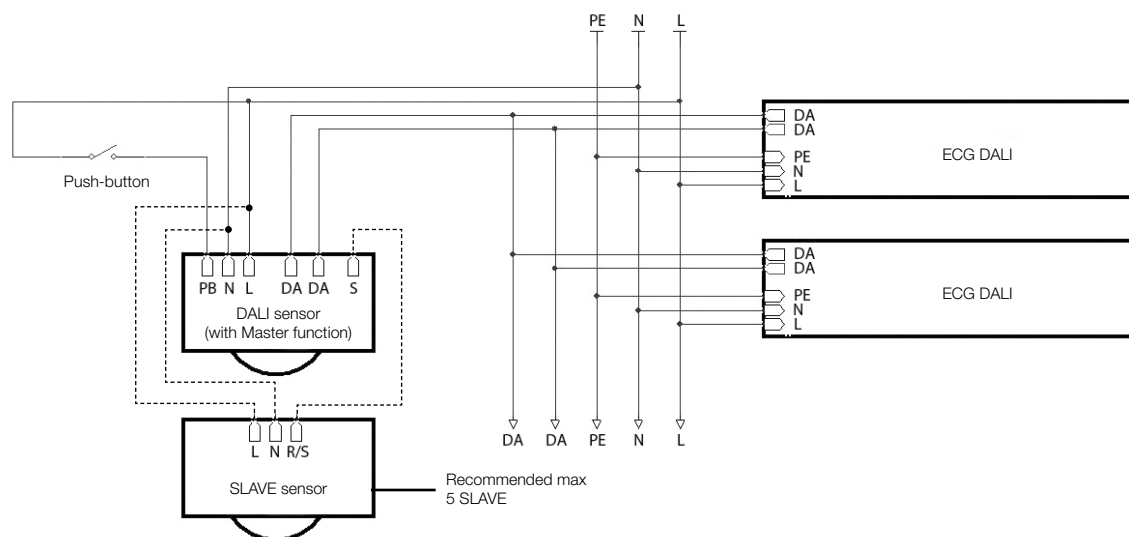 PE N L
DA
DA
PE
N
L
ECG DALI
Push-button
DA
DA
PE
N
L
ECG DALI
PB N L DA DA S
DALI sensor
(with Master function)
DA DA PE N L
L N R/S
SLAVE sensor
Recommended max
5 SLAVE